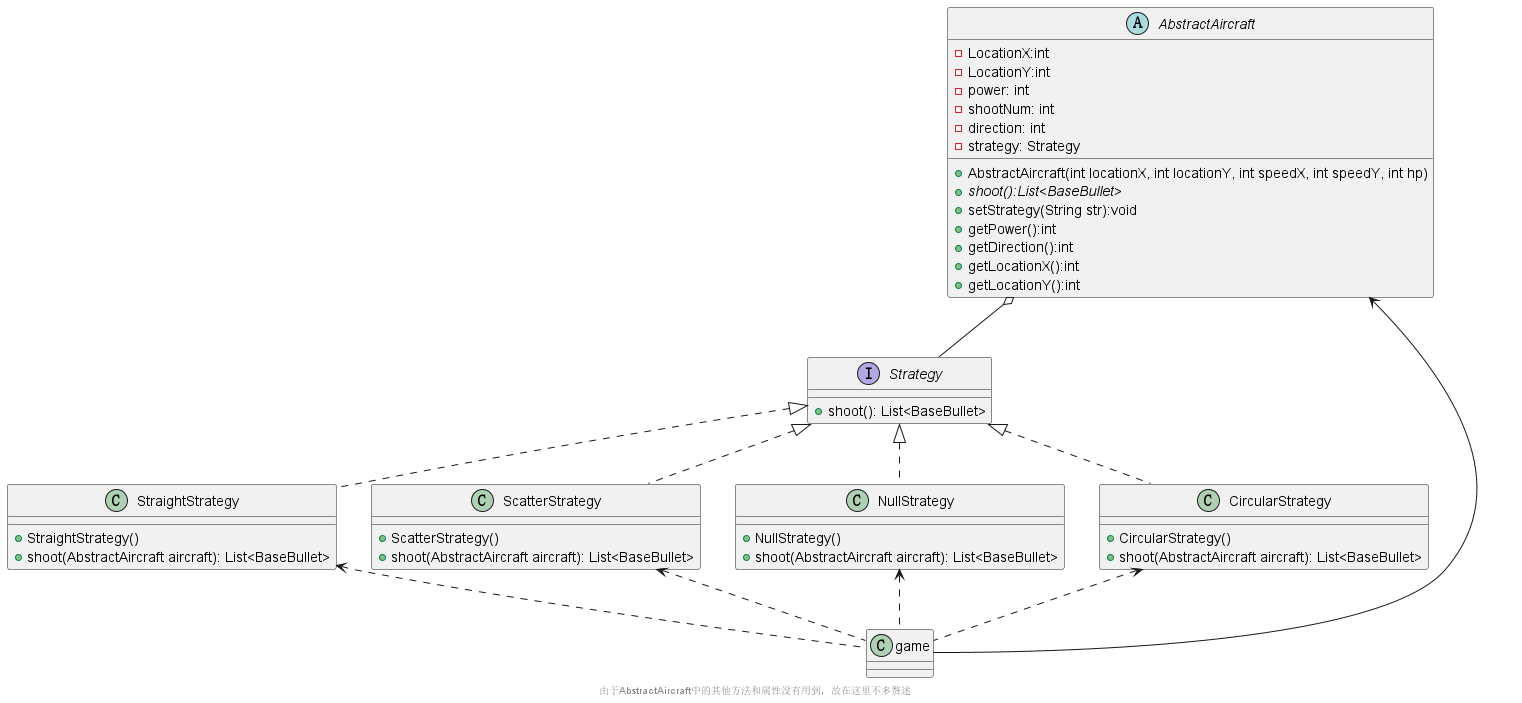 A AbstractAircraft
LocationX:int
LocationY:int
power: int
shootNum: int
direction: int
strategy: Strategy
AbstractAircraft(int locationX, int locationY, int speedX, int speedY, int hp)
shoot():List<BaseBullet>
setStrategy(String str):void
getPower():int
getDirection():int
getLocationX():int
getLocationY():int
I Strategy
shoot(): List<BaseBullet>
C StraightStrategy
StraightStrategy()
shoot(AbstractAircraft aircraft): List<BaseBullet>
C ScatterStrategy
ScatterStrategy()
shoot(AbstractAircraft aircraft): List<BaseBullet>
C NullStrategy
NullStrategy()
shoot(AbstractAircraft aircraft): List<BaseBullet>
C CircularStrategy
CircularStrategy()
shoot(AbstractAircraft aircraft): List<BaseBullet>
C game
由于AbstractAircraft中的其他方法和属性没有用到，故在这里不多赘述